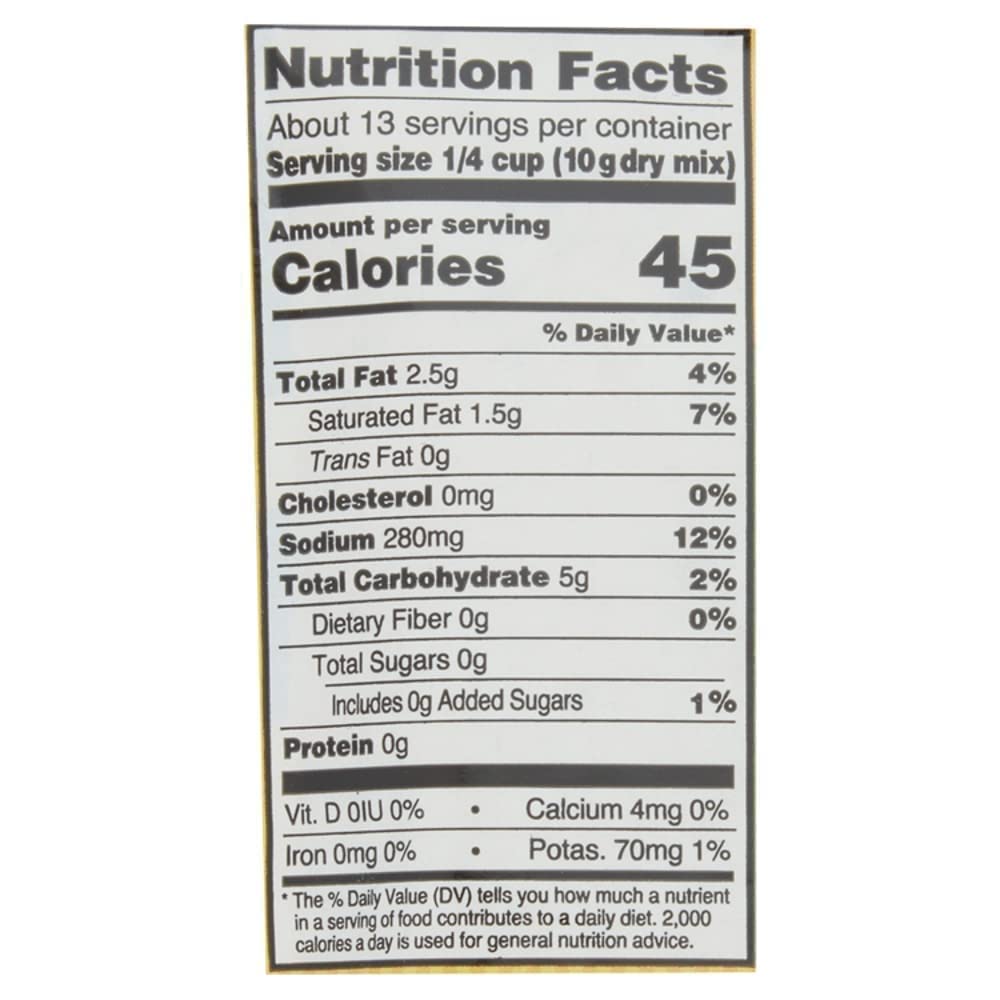 Nutrition Facts
About 13 servings per container
Serving size 1/4 cup (10g dry mix)
Amount per serving
Calories 45
% Daily Value*
Total Fat 2.5g 4%
Saturated Fat 1.5g 7%
Trans Fat 0g
Cholesterol 0mg 0%
Sodium 280mg 12%
Total Carbohydrate 5g 2%
Dietary Fiber 0g 0%
Total Sugars 0g
Includes 0g Added Sugars 1%
Protein 0g
Vit. D 0IU 0% • Calcium 4mg 0%
Iron 0mg 0% • Potas. 70mg 1%
* The % Daily Value (DV) tells you how much a nutrient
in a serving of food contributes to a daily diet. 2,000
calories a day is used for general nutrition advice.